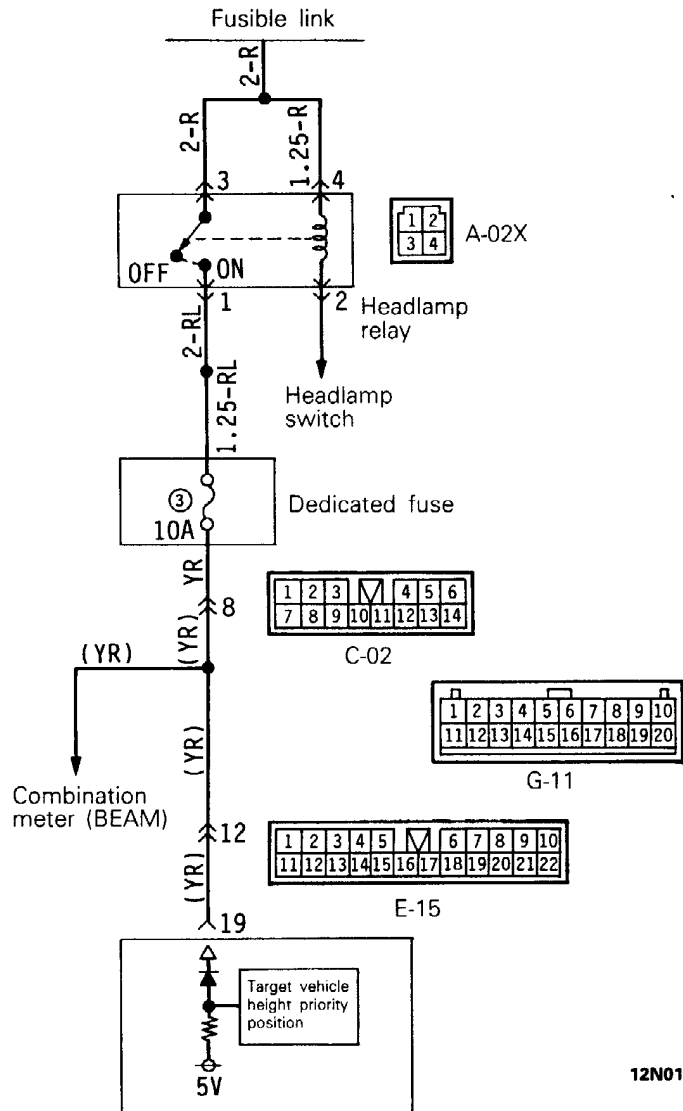 Fusible link
2-R
2-R
1.25-R
3
4
1 2
3 4
A-02X
OFF
ON
1
2
Headlamp
relay
2-RL
1.25-RL
Headlamp
switch
③
10A
Dedicated fuse
YR
8
(YR)
1 2 3 4 5 6
7 8 9 10 11 12 13 14
C-02
(YR)
1 2 3 4 5 6 7 8 9 10
11 12 13 14 15 16 17 18 19 20
G-11
(YR)
Combination
meter (BEAM)
12
1 2 3 4 5 6 7 8 9 10
11 12 13 14 15 16 17 18 19 20 21 22
E-15
(YR)
19
Target vehicle
height priority
position
5V
12N01